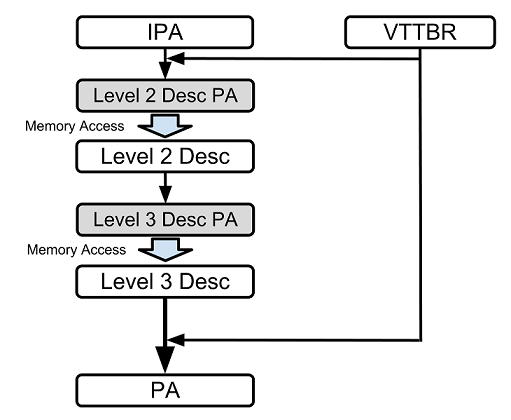 IPA
VTTBR
Level 2 Desc PA
Memory Access
Level 2 Desc
Level 3 Desc PA
Memory Access
Level 3 Desc
PA